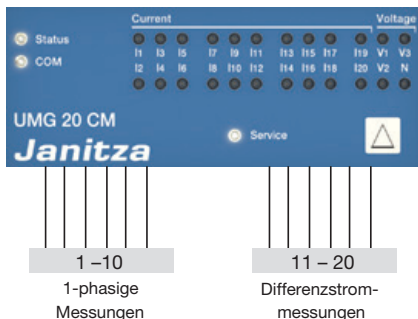 Current Voltage
Status
I1 I3 I5 I7 I9 I11 I13 I15 I17 I19 V1 V3
COM
I2 I4 I6 I8 I10 I12 I14 I16 I18 I20 V2 N
UMG 20 CM
Service
Janitza
1 –10 11 – 20
1-phasige Differenzstrom-
Messungen messungen